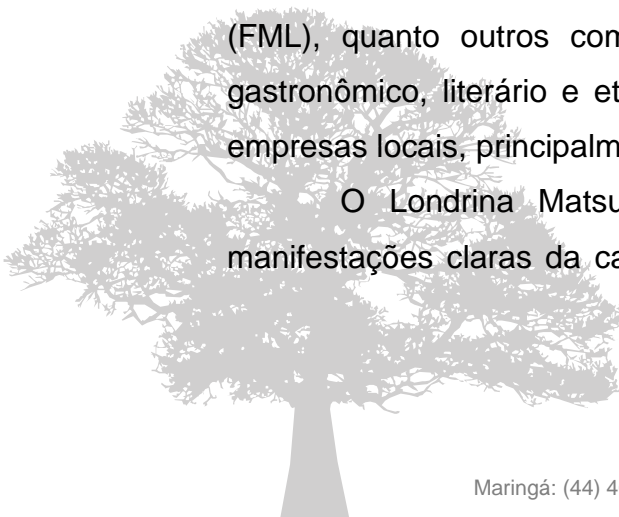 (FML), quanto outros com
gastronômico, literário e et
empresas locais, principalm
O Londrina Matsu
manifestações claras da ca
Maringá: (44) 4